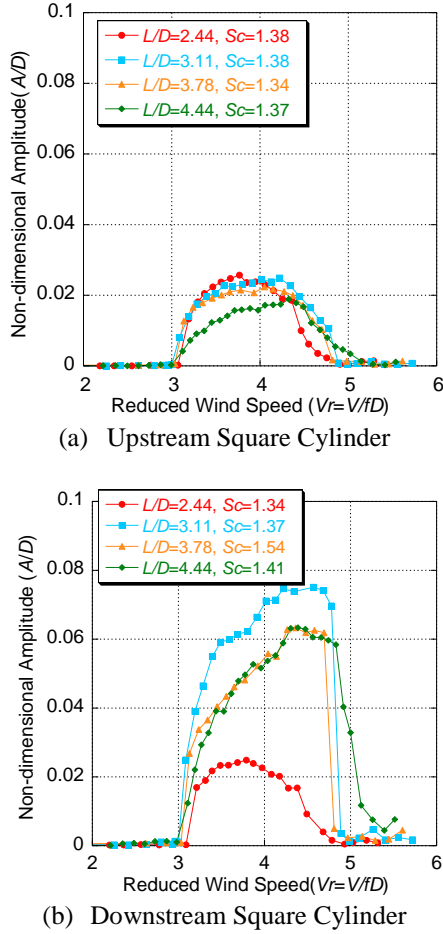 0.1
L/D=2.44, Sc=1.38
L/D=3.11, Sc=1.38
L/D=3.78, Sc=1.34
L/D=4.44, Sc=1.37
0.08
0.06
0.04
0.02
0
Non-dimensional Amplitude( A/D)
2 3 4 5 6
Reduced Wind Speed (Vr=V/fD)
(a) Upstream Square Cylinder
0.1
L/D=2.44, Sc=1.34
L/D=3.11, Sc=1.37
L/D=3.78, Sc=1.54
L/D=4.44, Sc=1.41
0.08
0.06
0.04
0.02
0
Non-dimensional Amplitude (A/D)
2 3 4 5 6
Reduced Wind Speed(Vr=V/fD)
(b) Downstream Square Cylinder